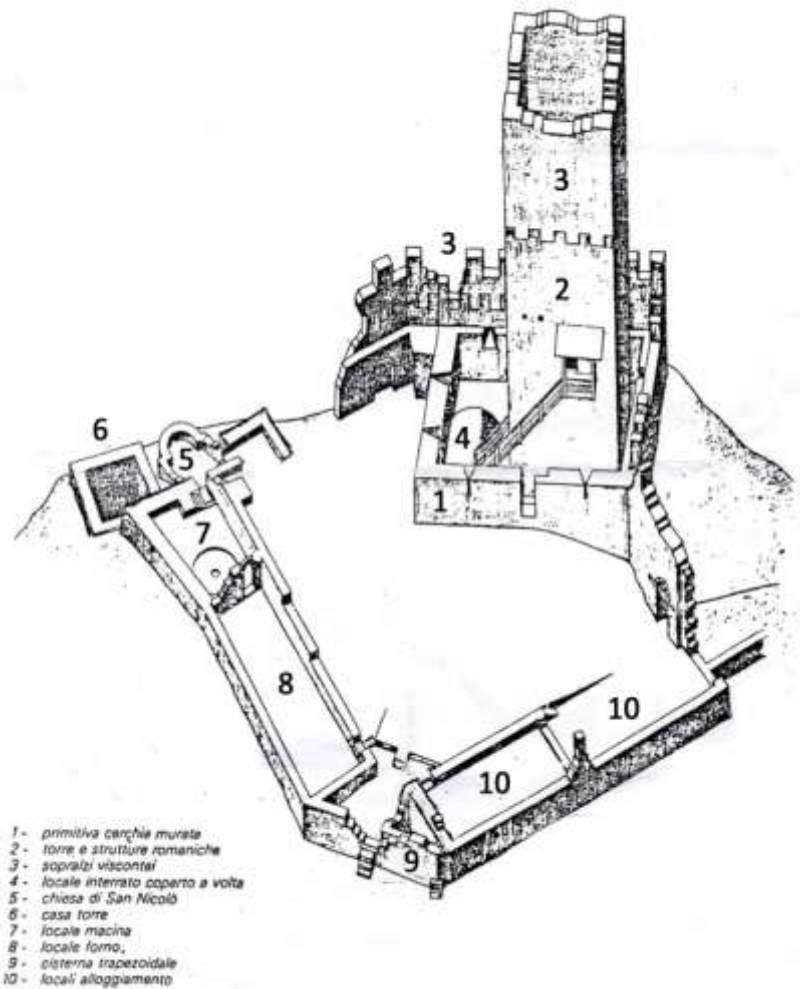 3
3
2
6
5
4
1
7
8
10
10
9
1 - primitiva cerchia murata
2 - torre e strutture romaniche
3 - sopralzi viscontei
4 - locale interrato coperto a volta
5 - chiesa di San Nicolò
6 - casa torre
7 - locale macina
8 - locale forno,
9 - cisterna trapezoidale
10 - locali alloggiamento